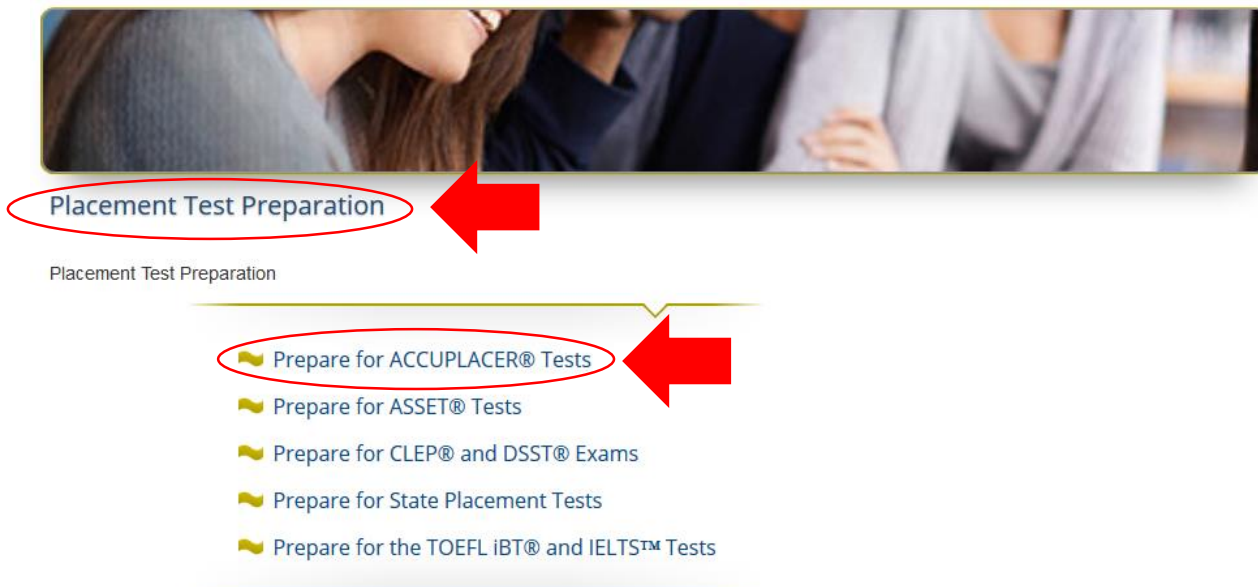 Placement Test Preparation
Placement Test Preparation
Prepare for ACCUPLACER® Tests
Prepare for ASSET® Tests
Prepare for CLEP® and DSST® Exams
Prepare for State Placement Tests
Prepare for the TOEFL iBT® and IELTS™ Tests